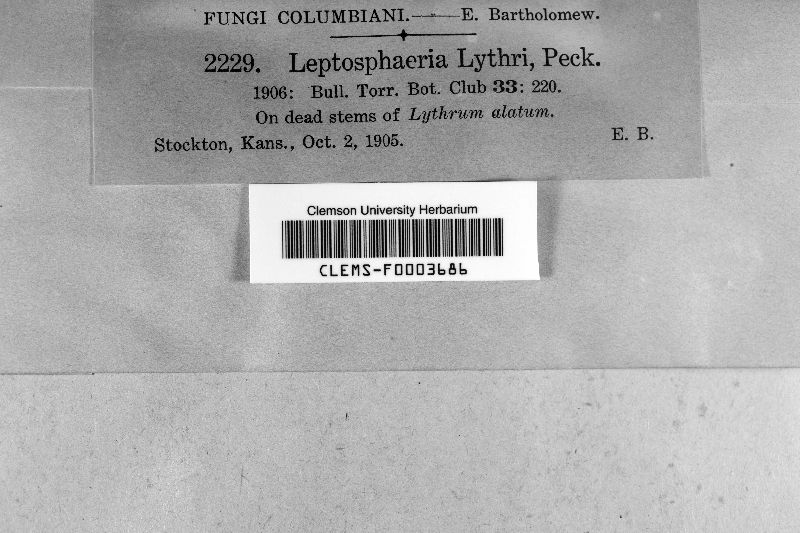 FUNGI COLUMBIANI.——E. Bartholomew.
2229. Leptosphaeria Lythri, Peck.
1906: Bull. Torr. Bot. Club 33: 220.
On dead stems of Lythrum alatum.
Stockton, Kans., Oct. 2, 1905. E. B.
Clemson University Herbarium
CLEMS-F0003686